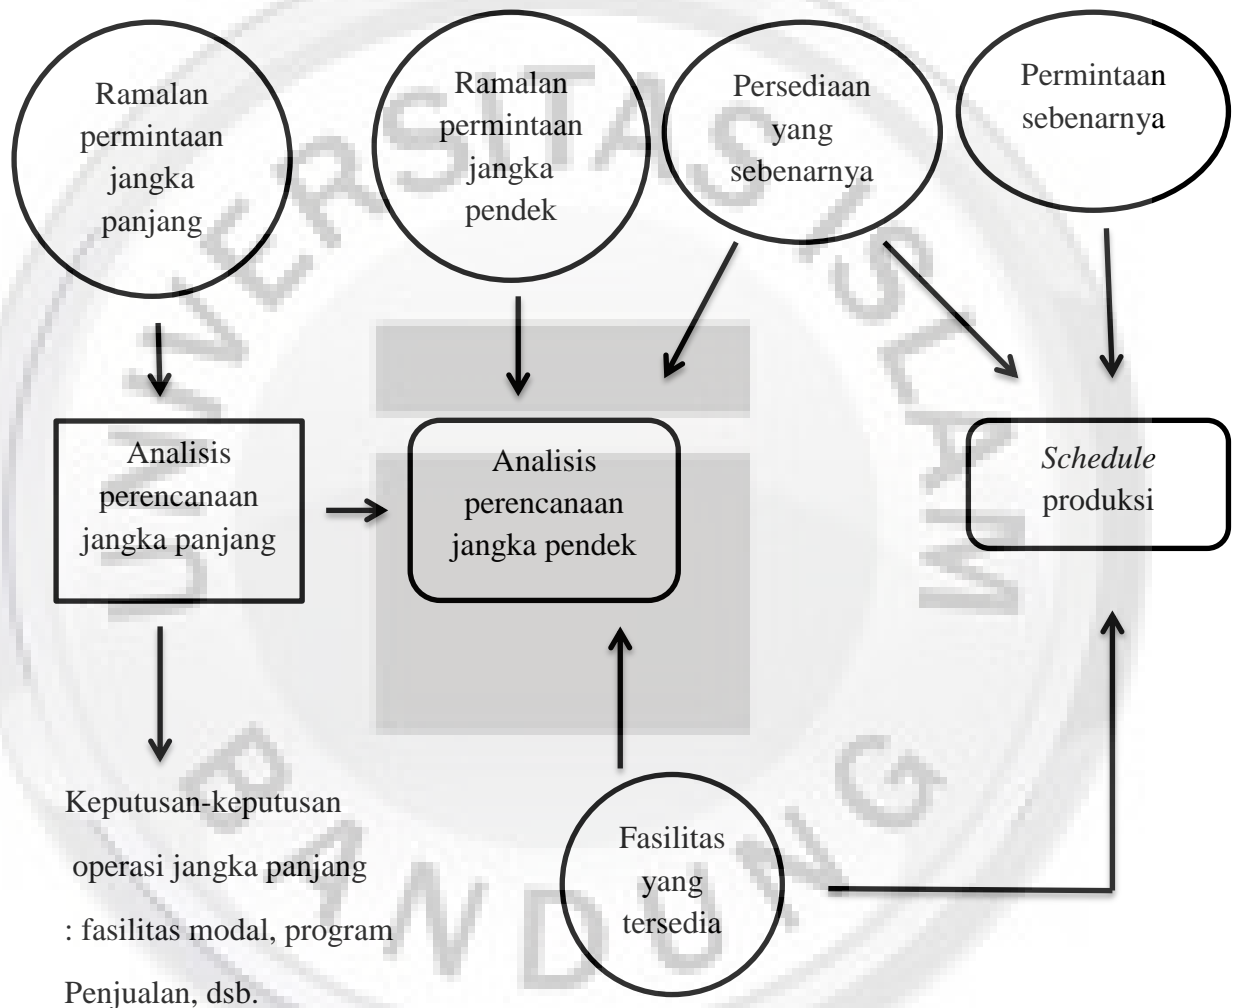 Ramalan
permintaan
jangka
panjang
Ramalan
permintaan
jangka
pendek
Persediaan
yang
sebenarnya
Permintaan
sebenarnya
Analisis
perencanaan
jangka panjang
Analisis
perencanaan
jangka pendek
Schedule
produksi
Keputusan-keputusan
operasi jangka panjang
: fasilitas modal, program
Penjualan, dsb.
Fasilitas
yang
tersedia
UNIVERSITAS ISLAM
BANDUNG